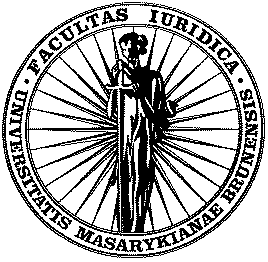 · FACULTAS IURIDICA ·
UNIVERSITATIS MASARYKIANAE BRUNENSIS